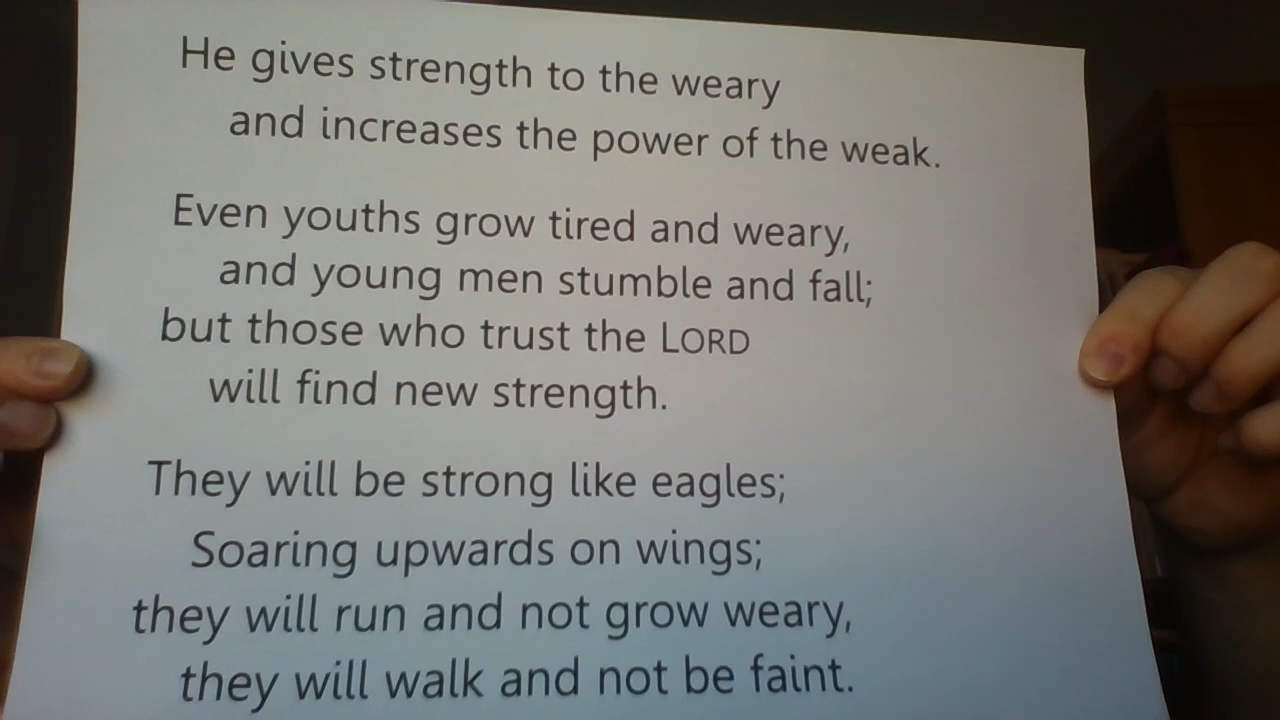 He gives strength to the weary
and increases the power of the weak.
Even youths grow tired and weary,
and young men stumble and fall;
but those who trust the LORD
will find new strength.
They will be strong like eagles;
Soaring upwards on wings;
they will run and not grow weary,
they will walk and not be faint.